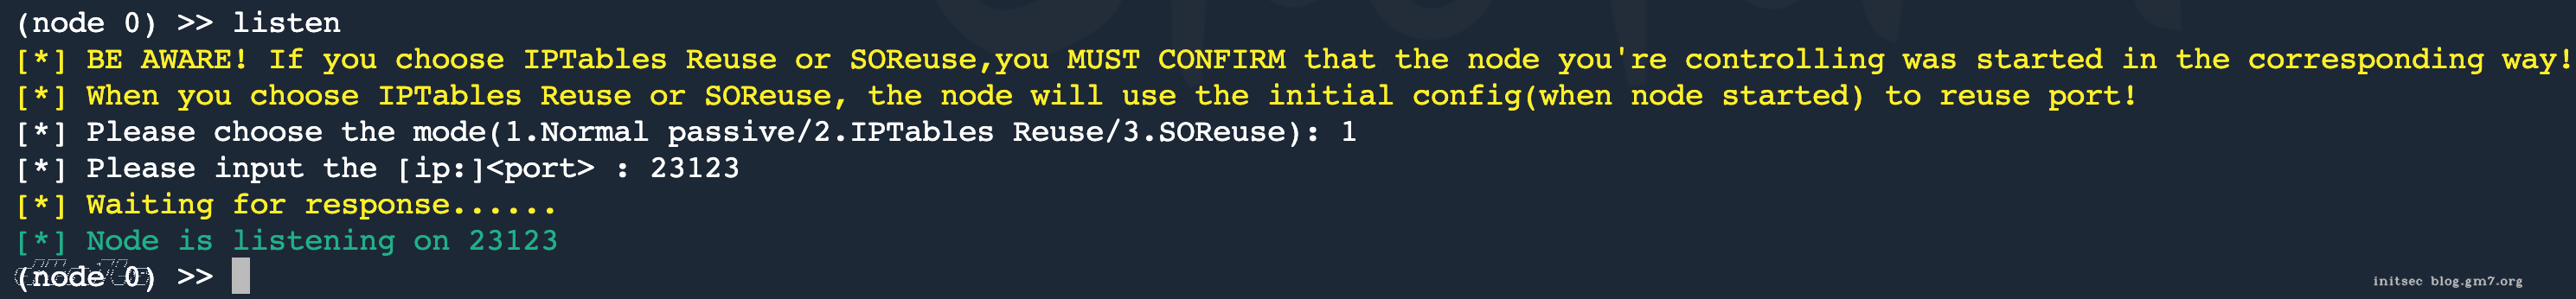 (node 0) >> listen
[*] BE AWARE! If you choose IPTables Reuse or SOReuse,you MUST CONFIRM that the node you're controlling was started in the corresponding way!
[*] When you choose IPTables Reuse or SOReuse, the node will use the initial config(when node started) to reuse port!
[*] Please choose the mode(1.Normal passive/2.IPTables Reuse/3.SOReuse): 1
[*] Please input the [ip:]<port> : 23123
[*] Waiting for response......
[*] Node is listening on 23123
(node 0) >>
initsec blog.gm7.org